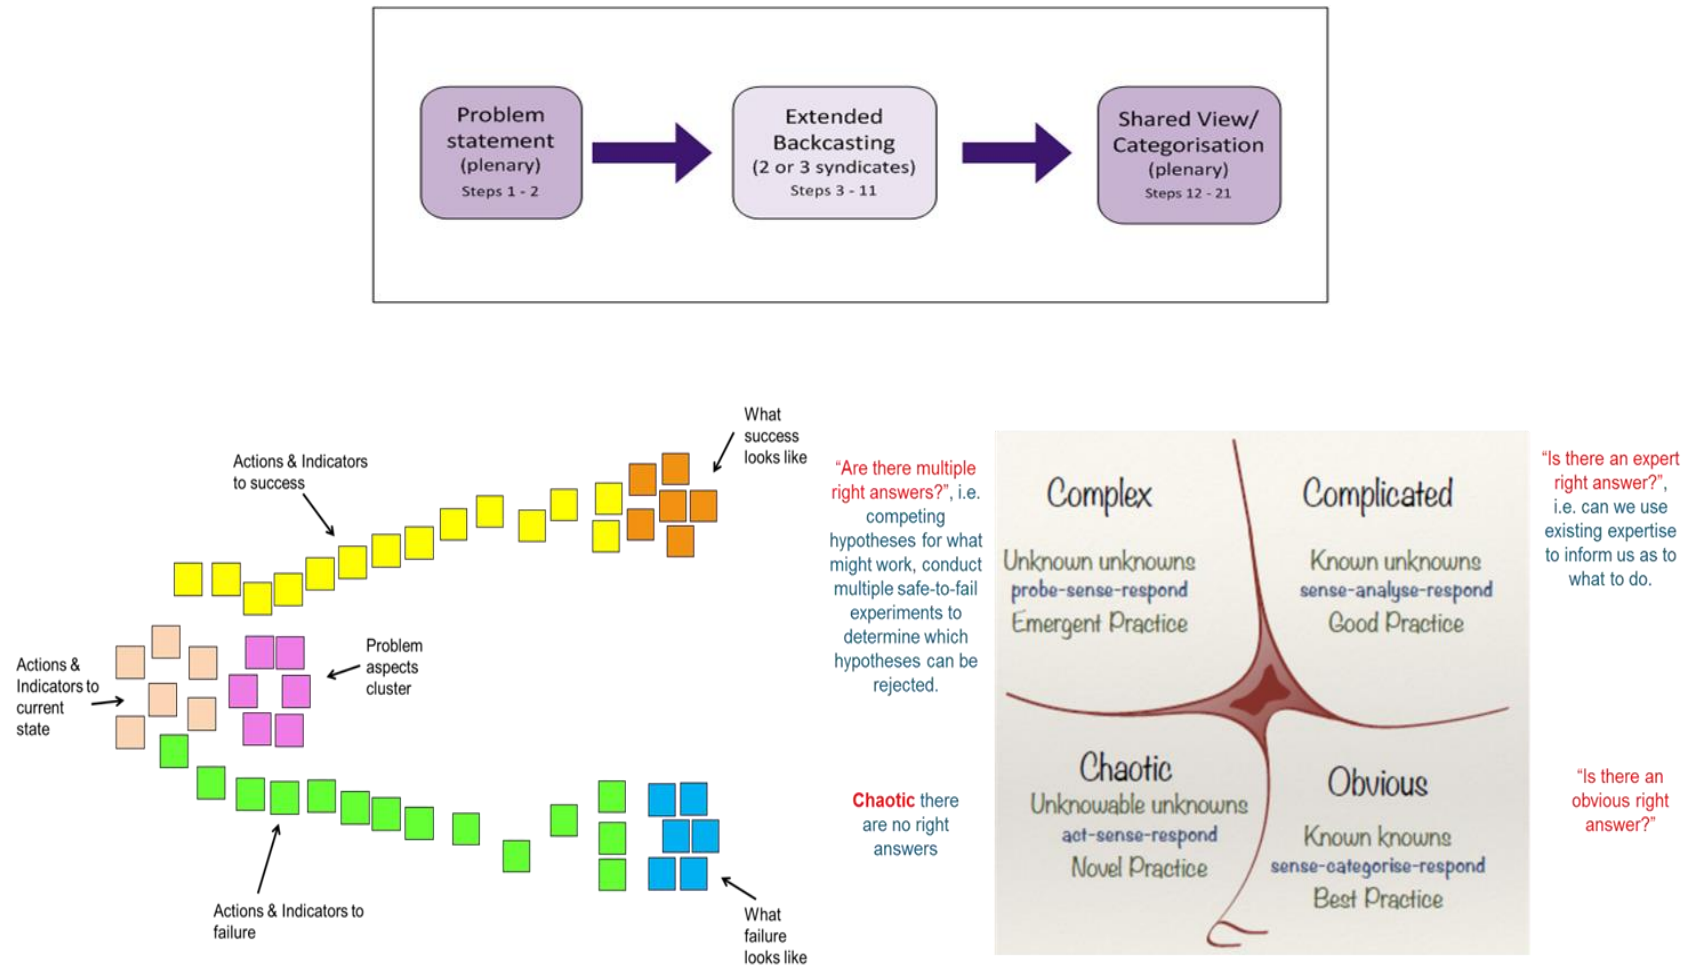 Problem
statement
(plenary)
Steps 1 - 2
Extended
Backcasting
(2 or 3 syndicates)
Steps 3 - 11
Shared View/
Categorisation
(plenary)
Steps 12 - 21
What
success
looks like
Actions & Indicators
to success
Problem
aspects
cluster
Actions &
Indicators to
current
state
Actions & Indicators to
failure
What
failure
looks like
“Are there multiple
right answers?”, i.e.
competing
hypotheses for what
might work, conduct
multiple safe-to-fail
experiments to
determine which
hypotheses can be
rejected.
Chaotic there
are no right
answers
Complex
Unknown unknowns
probe-sense-respond
Emergent Practice
Complicated
Known unknowns
sense-analyse-respond
Good Practice
Chaotic
Unknowable unknowns
act-sense-respond
Novel Practice
Obvious
Known knowns
sense-categorise-respond
Best Practice
“Is there an expert
right answer?”,
i.e. can we use
existing expertise
to inform us as to
what to do.
“Is there an
obvious right
answer?”